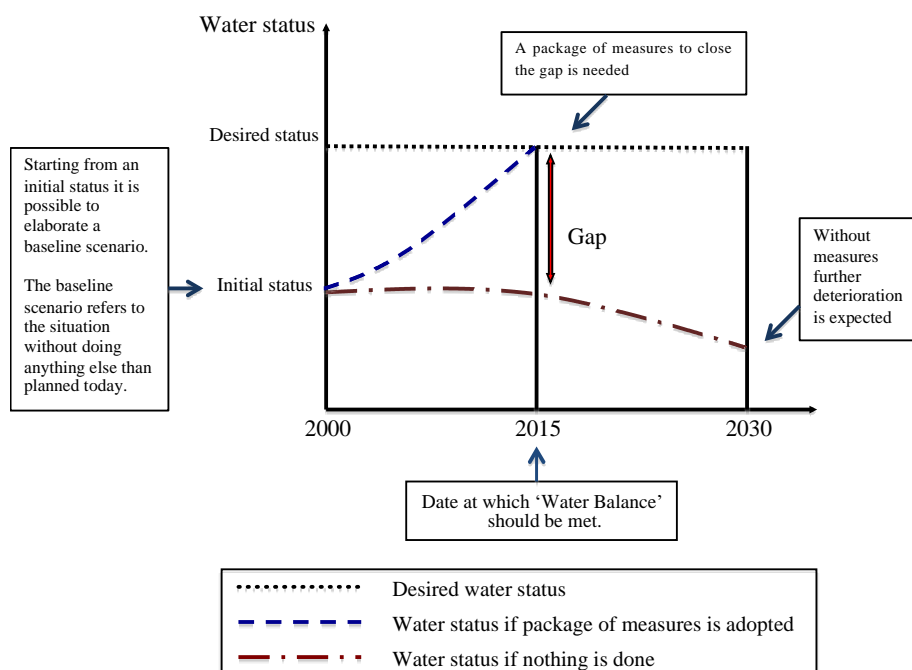 Water status
A package of measures to close
the gap is needed
Desired status
Starting from an
initial status it is
possible to
elaborate a
baseline scenario.
The baseline
scenario refers to
the situation
without doing
anything else than
planned today.
Gap
Initial status
Without
measures
further
deterioration
is expected
2000
2015
2030
Date at which ‘Water Balance’
should be met.
Desired water status
Water status if package of measures is adopted
Water status if nothing is done